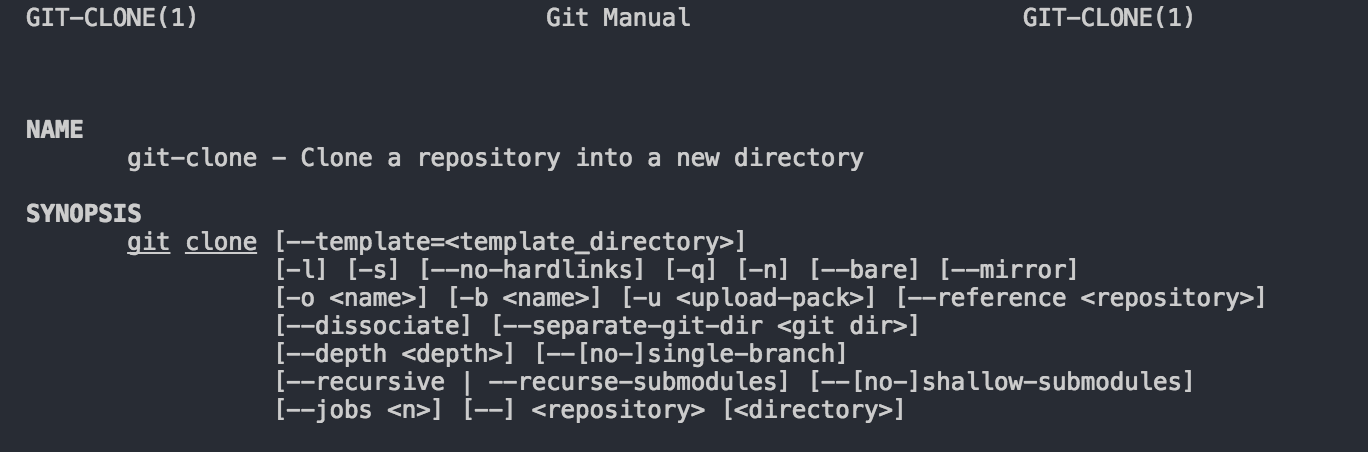 GIT-CLONE(1) Git Manual GIT-CLONE(1)
NAME
git-clone - Clone a repository into a new directory
SYNOPSIS
git clone [--template=<template_directory>]
[-l] [-s] [--no-hardlinks] [-q] [-n] [--bare] [--mirror]
[-o <name>] [-b <name>] [-u <upload-pack>] [--reference <repository>]
[--dissociate] [--separate-git-dir <git dir>]
[--depth <depth>] [--[no-]single-branch]
[--recursive | --recurse-submodules] [--[no-]shallow-submodules]
[--jobs <n>] [--] <repository> [<directory>]